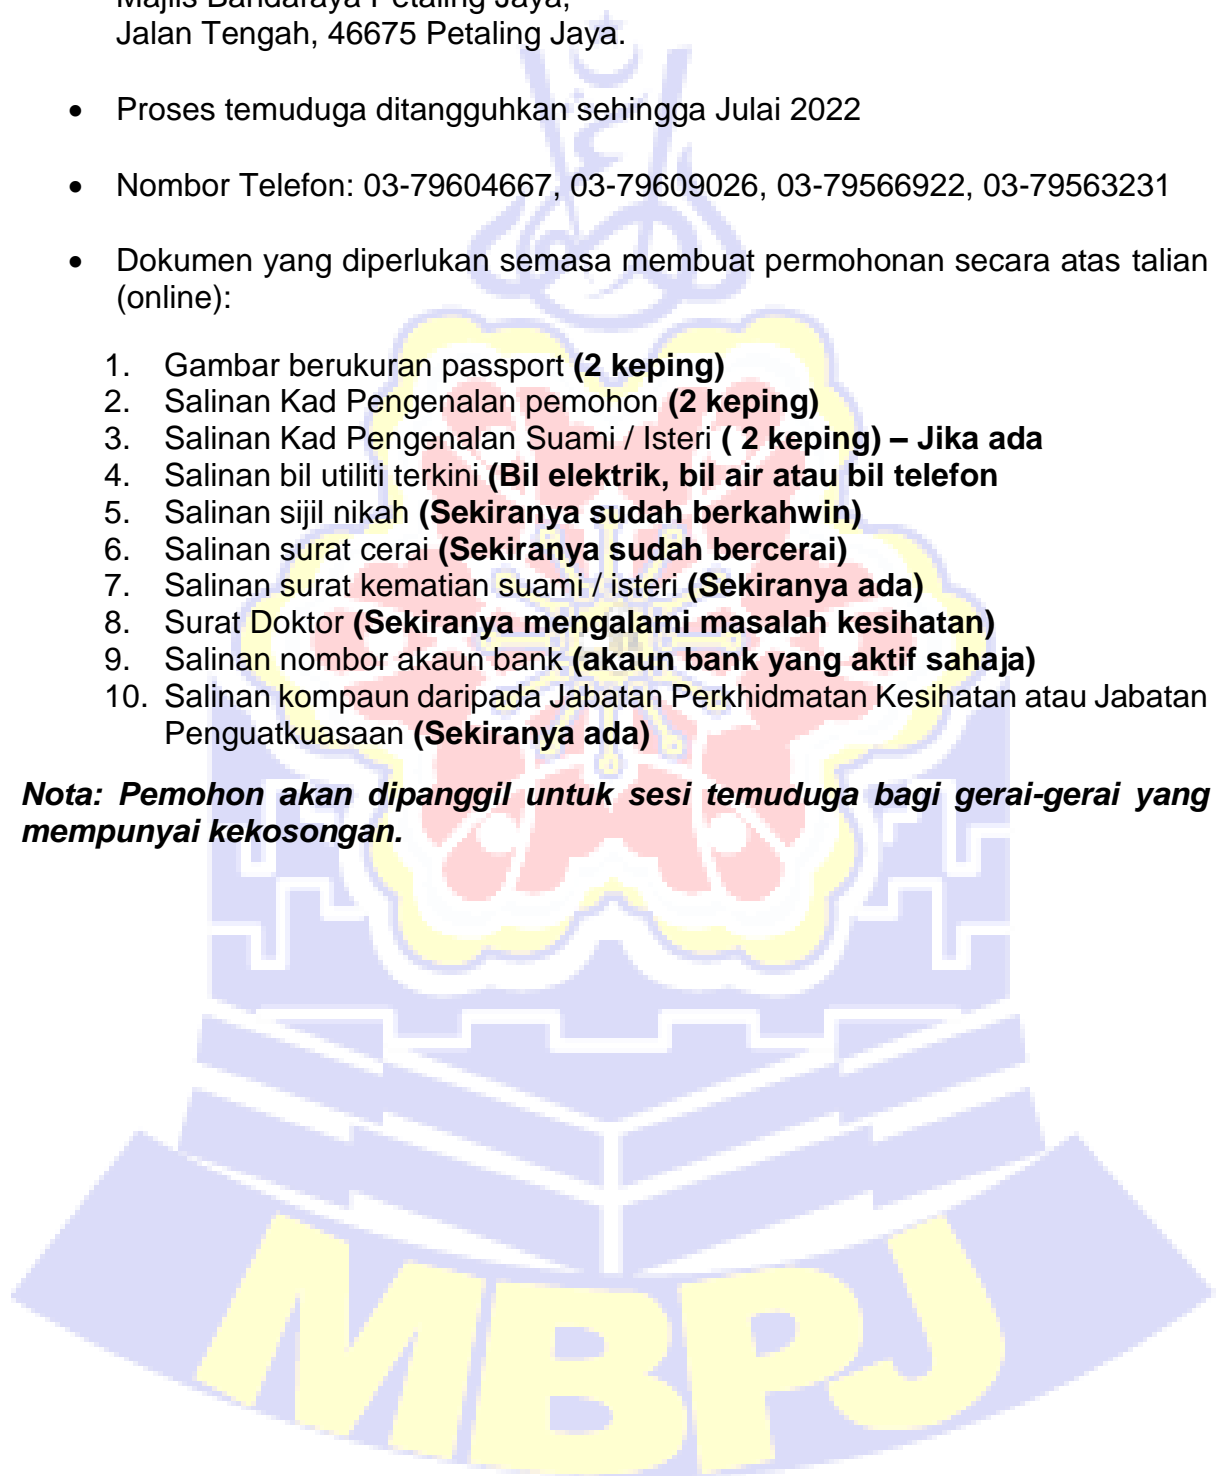 Majlis Bandaraya Petaling Jaya,
Jalan Tengah, 46675 Petaling Jaya.
• Proses temuduga ditangguhkan sehingga Julai 2022
• Nombor Telefon: 03-79604667, 03-79609026, 03-79566922, 03-79563231
• Dokumen yang diperlukan semasa membuat permohonan secara atas talian
(online):
1. Gambar berukuran passport (2 keping)
2. Salinan Kad Pengenalan pemohon (2 keping)
3. Salinan Kad Pengenalan Suami / Isteri ( 2 keping) – Jika ada
4. Salinan bil utiliti terkini (Bil elektrik, bil air atau bil telefon
5. Salinan sijil nikah (Sekiranya sudah berkahwin)
6. Salinan surat cerai (Sekiranya sudah bercerai)
7. Salinan surat kematian suami / isteri (Sekiranya ada)
8. Surat Doktor (Sekiranya mengalami masalah kesihatan)
9. Salinan nombor akaun bank (akaun bank yang aktif sahaja)
10. Salinan kompaun daripada Jabatan Perkhidmatan Kesihatan atau Jabatan
Penguatkuasaan (Sekiranya ada)
Nota: Pemohon akan dipanggil untuk sesi temuduga bagi gerai-gerai yang
mempunyai kekosongan.
MBPJ